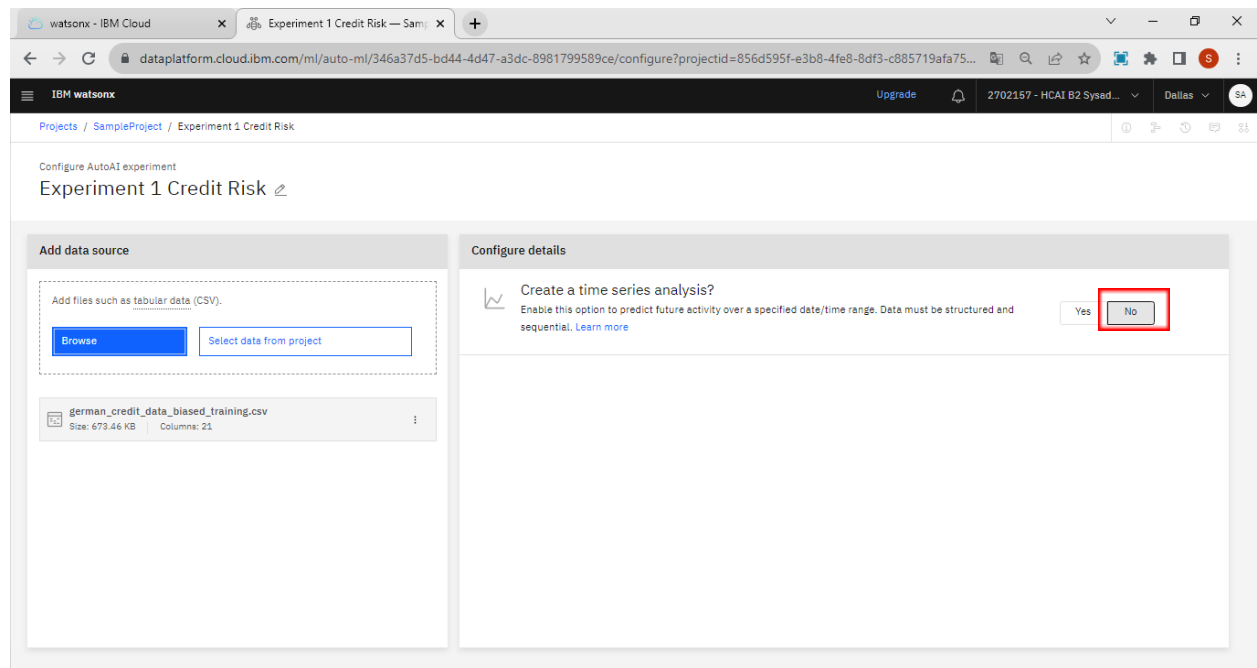 watsonx - IBM Cloud
Experiment 1 Credit Risk — Sam
dataplatform.cloud.ibm.com/ml/auto-ml/346a37d5-bd44-4d47-a3dc-8981799589ce/configure?projectid=856d595f-e3b8-4fe8-8df3-c885719afa75...
S
IBM watsonx
Upgrade
2702157 - HCAI B2 Sysad...
Dallas
SA
Projects / SampleProject / Experiment 1 Credit Risk
Configure AutoAI experiment
Experiment 1 Credit Risk
Add data source
Add files such as tabular data (CSV).
Browse
Select data from project
german_credit_data_biased_training.csv
Size: 673.46 KB
Columns: 21
Configure details
Create a time series analysis?
Enable this option to predict future activity over a specified date/time range. Data must be structured and
sequential. Learn more
Yes
No